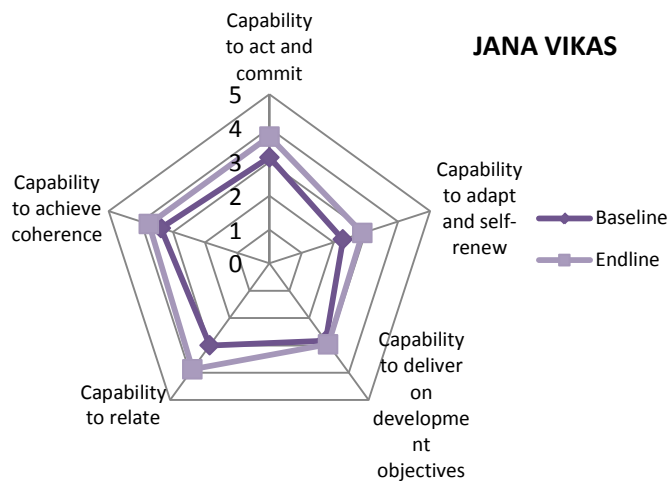 Capability
to act and
commit
JANA VIKAS
5
4
3
2
1
0
Capability
to adapt
and self-
renew
Baseline
Endline
Capability
to deliver
on
developme
nt
objectives
Capability
to relate
Capability
to achieve
coherence